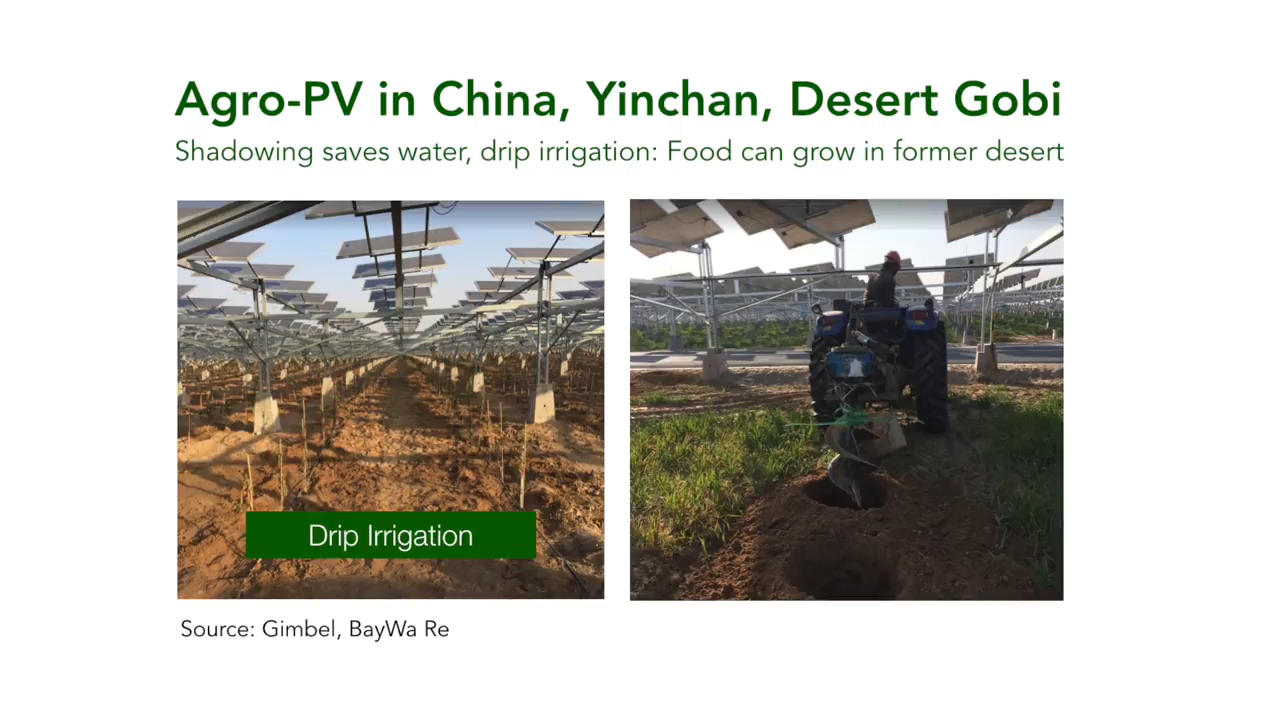 Agro-PV in China, Yinchan, Desert Gobi
Shadowing saves water, drip irrigation: Food can grow in former desert
Drip Irrigation
Source: Gimbel, BayWa Re